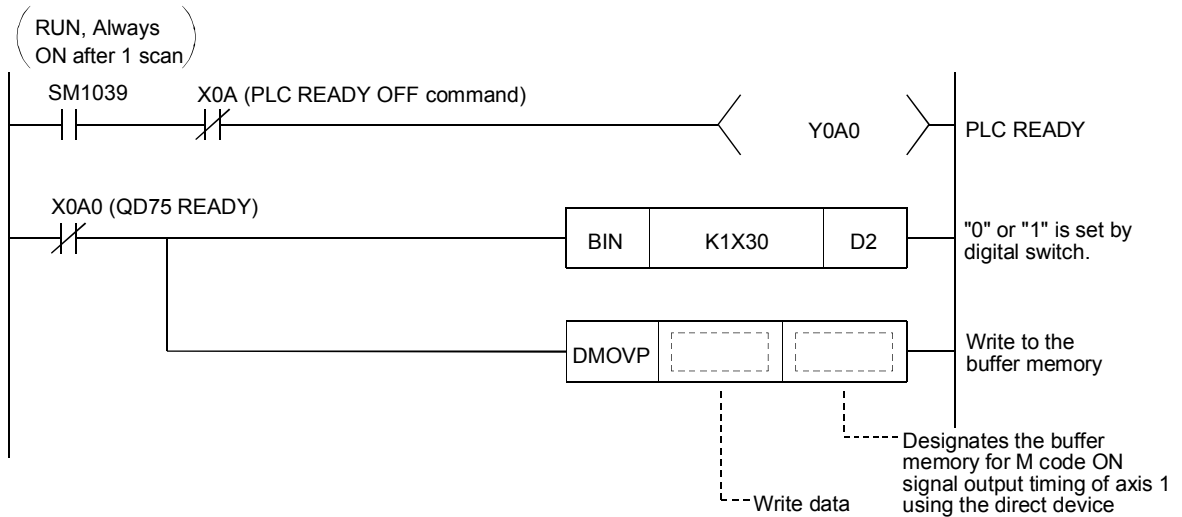 RUN, Always
ON after 1 scan
SM1039
X0A (PLC READY OFF command)
Y0A0
PLC READY
X0A0 (QD75 READY)
BIN
K1X30
D2
"0" or "1" is set by
digital switch.
DMOVP
Write to the
buffer memory
Designates the buffer
memory for M code ON
signal output timing of axis 1
using the direct device
Write data